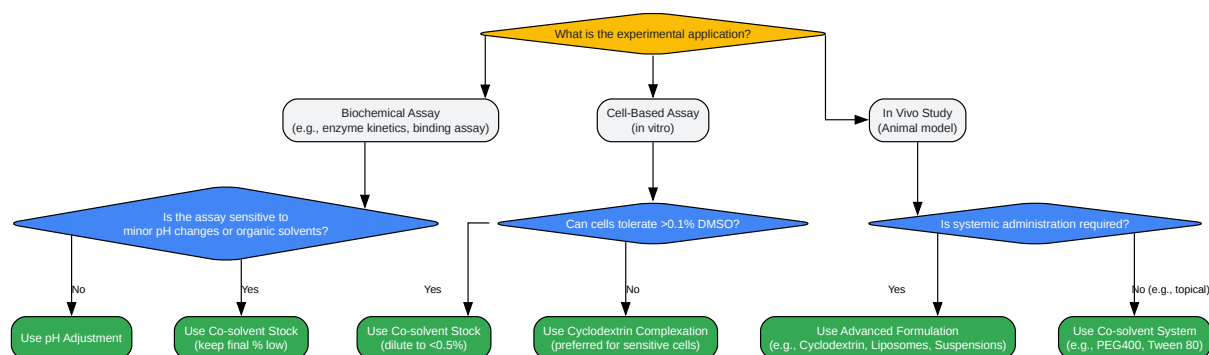 What is the experimental application?
Biochemical Assay
(e.g., enzyme kinetics, binding assay)
Cell-Based Assay
(in vitro)
In Vivo Study
(Animal model)
Is the assay sensitive to
minor pH changes or organic solvents?
Can cells tolerate >0.1% DMSO?
Is systemic administration required?
No
Yes
Yes
No
Yes
No (e.g., topical)
Use pH Adjustment
Use Co-solvent Stock
(keep final % low)
Use Co-solvent Stock
(dilute to <0.5%)
Use Cyclodextrin Complexation
(preferred for sensitive cells)
Use Advanced Formulation
(e.g., Cyclodextrin, Liposomes, Suspensions)
Use Co-solvent System
(e.g., PEG400, Tween 80)